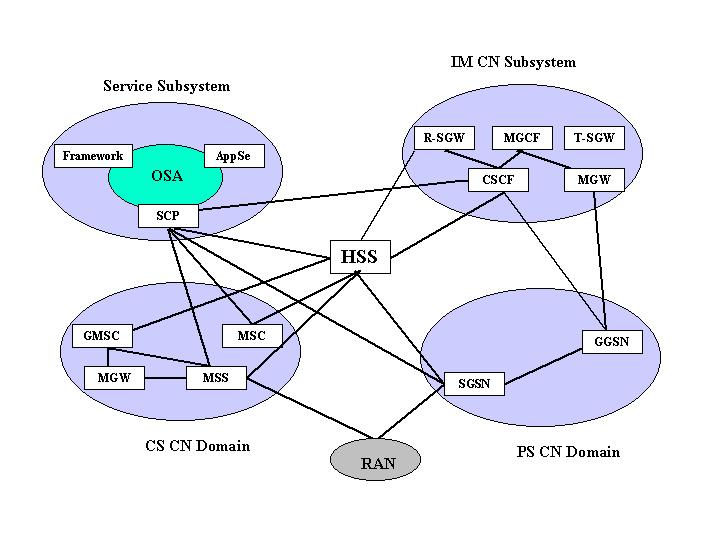 IM CN Subsystem
Service Subsystem
R-SGW
MGCF
T-SGW
Framework
AppSe
OSA
CSCF
MGW
SCP
HSS
GMSC
MSC
GGSN
MGW
MSS
SGSN
CS CN Domain
PS CN Domain
RAN